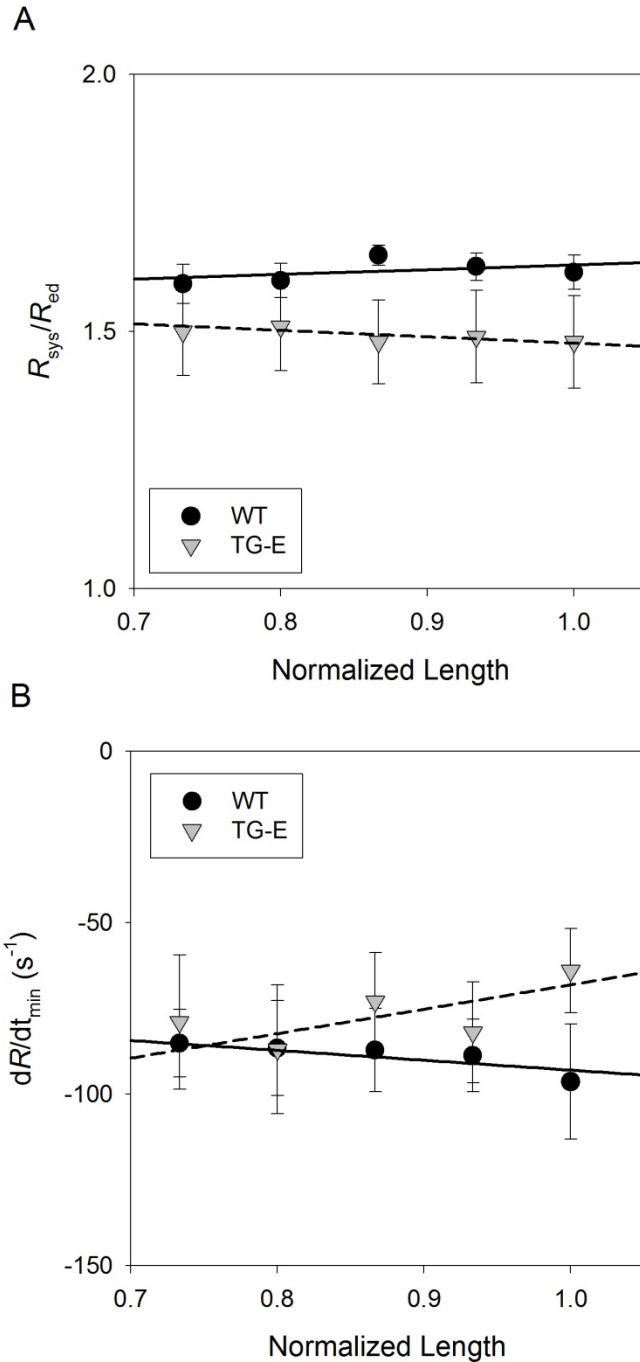 A
2.0
1.5
1.0
R_sys/R_ed
WT
TG-E
0.7 0.8 0.9 1.0
Normalized Length
B
0
-50
-100
-150
dR/dt_min (s⁻¹)
WT
TG-E
0.7 0.8 0.9 1.0
Normalized Length